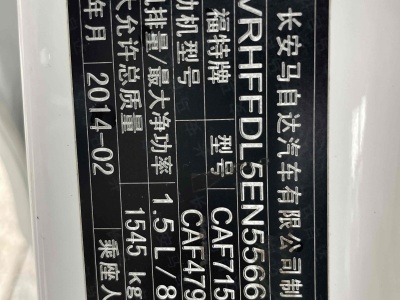 长安马自达汽车有限公司制
VRHFFDL5EN5566
福特牌 型号 CAF715
动机型号 CAF479
排量/最大净功率 1.5 L/8
大允许总质量 1545 kg
年月 2014-02 乘座人